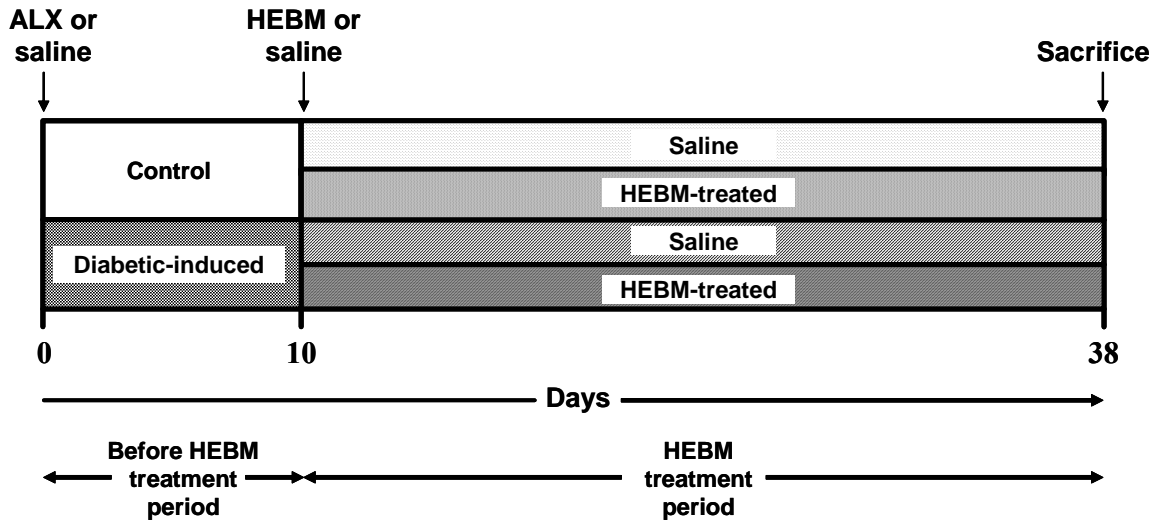 ALX or
saline
HEBM or
saline
Sacrifice
Control
Saline
HEBM-treated
Diabetic-induced
Saline
HEBM-treated
0
10
38
Days
Before HEBM
treatment
period
HEBM
treatment
period